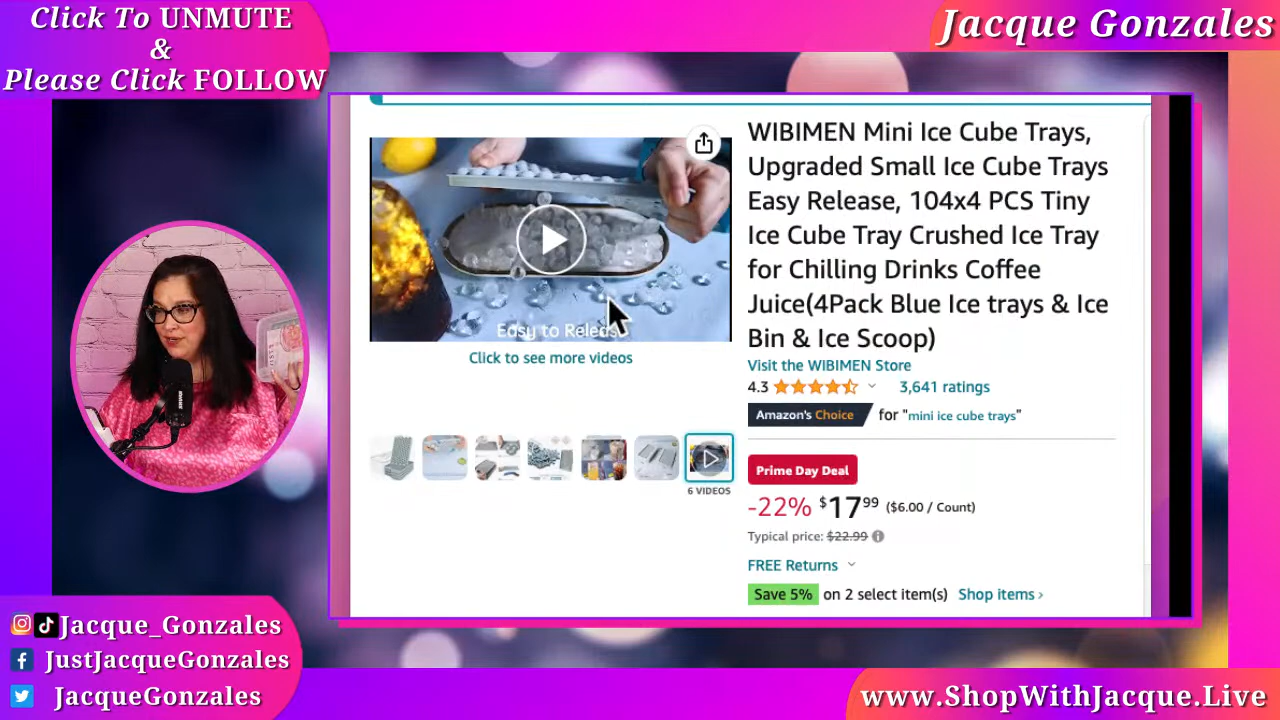 Click To UNMUTE
&
Please Click FOLLOW
Jacque Gonzales
WIBIMEN Mini Ice Cube Trays,
Upgraded Small Ice Cube Trays
Easy Release, 104x4 PCS Tiny
Ice Cube Tray Crushed Ice Tray
for Chilling Drinks Coffee
Juice(4Pack Blue Ice trays & Ice
Bin & Ice Scoop)
Visit the WIBIMEN Store
4.3
3,641 ratings
Amazon's Choice for "mini ice cube trays"
Prime Day Deal
-22% $17.99 ($6.00 / Count)
Typical price: $22.99
FREE Returns
Save 5% on 2 select item(s) Shop items ›
Easy to
Click to see more videos
6 VIDEOS
Jacque_Gonzales
JustJacqueGonzales
JacqueGonzales
www.ShopWithJacque.Live